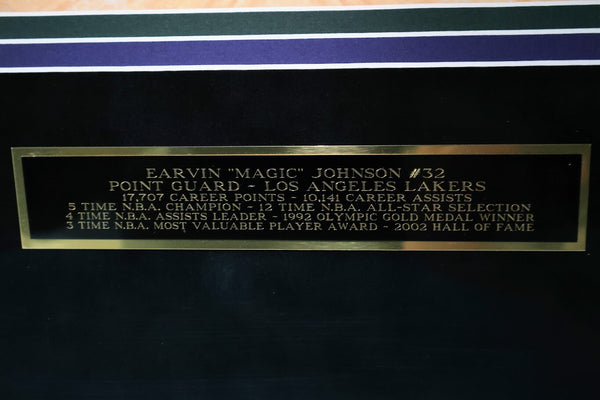 EARVIN "MAGIC" JOHNSON #32
POINT GUARD ~ LOS ANGELES LAKERS
17,707 CAREER POINTS ~ 10,141 CAREER ASSISTS
5 TIME N.B.A. CHAMPION ~ 12 TIME N.B.A. ALL-STAR SELECTION
4 TIME N.B.A. ASSISTS LEADER ~ 1992 OLYMPIC GOLD MEDAL WINNER
3 TIME N.B.A. MOST VALUABLE PLAYER AWARD ~ 2002 HALL OF FAME